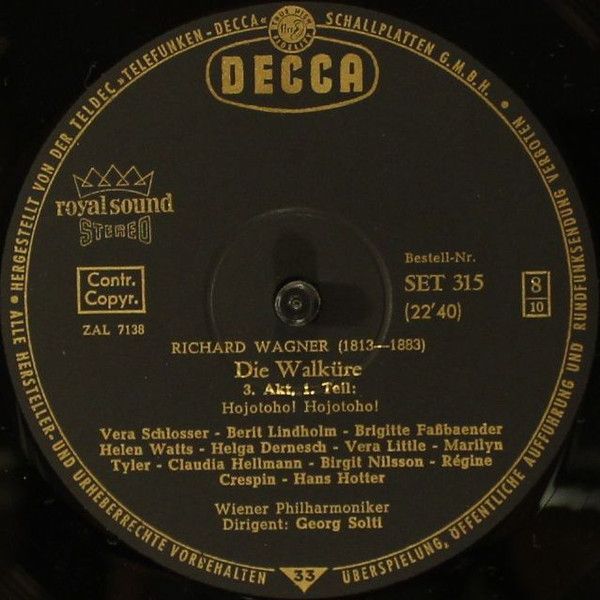 ALLE HERSTELLER- UND URHEBERRECHTE VORBEHALTEN • HERGESTELLT VON DER TELDEC »TELEFUNKEN-DECCA« SCHALLPLATTEN G.M.B.H. • ÜBERSPIELUNG, ÖFFENTLICHE AUFFÜHRUNG UND RUNDFUNKSENDUNG VERBOTEN
DECCA
royal sound
STEREO
Bestell-Nr.
SET 315
(22'40)
Contr.
Copyr.
8
10
ZAL 7138
RICHARD WAGNER (1813—1883)
Die Walküre
3. Akt, 1. Teil:
Hojotoho! Hojotoho!
Vera Schlosser - Berit Lindholm - Brigitte Faßbaender
Helen Watts - Helga Dernesch - Vera Little - Marilyn
Tyler - Claudia Hellmann - Birgit Nilsson - Régine
Crespin - Hans Hotter
Wiener Philharmoniker
Dirigent: Georg Solti
33